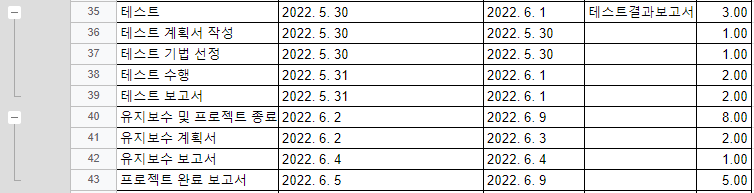 35 테스트 2022. 5. 30 2022. 6. 1 테스트결과보고서 3.00
36 테스트 계획서 작성 2022. 5. 30 2022. 5. 30 1.00
37 테스트 기법 선정 2022. 5. 30 2022. 5. 30 1.00
38 테스트 수행 2022. 5. 31 2022. 6. 1 2.00
39 테스트 보고서 2022. 5. 31 2022. 6. 1 2.00
40 유지보수 및 프로젝트 종료 2022. 6. 2 2022. 6. 9 8.00
41 유지보수 계획서 2022. 6. 2 2022. 6. 3 2.00
42 유지보수 보고서 2022. 6. 4 2022. 6. 4 1.00
43 프로젝트 완료 보고서 2022. 6. 5 2022. 6. 9 5.00